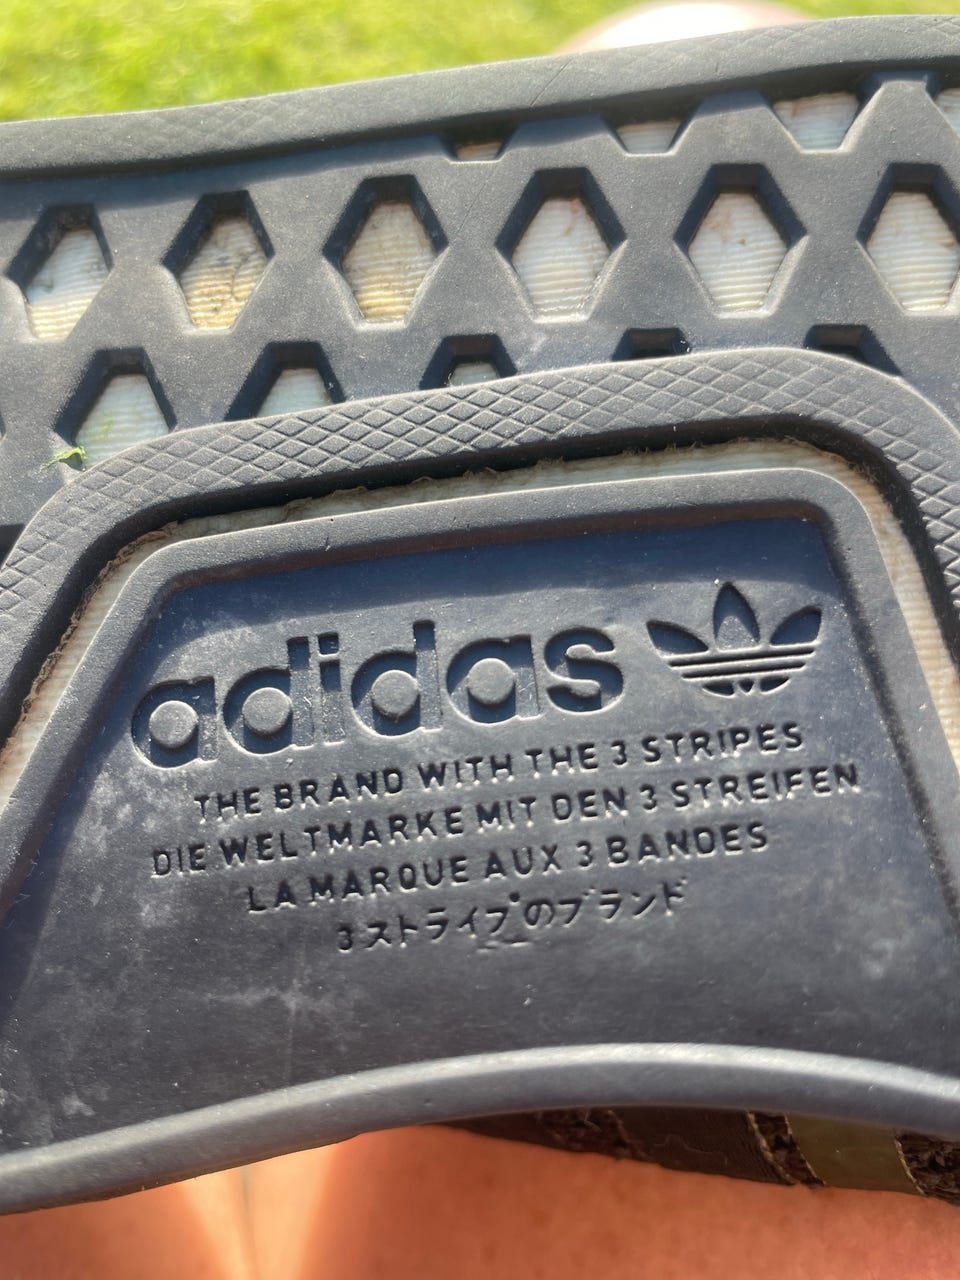 adidas
THE BRAND WITH THE 3 STRIPES
DIE WELTMARKE MIT DEN 3 STREIFEN
LA MARQUE AUX 3 BANDES
3ストライプのブランド